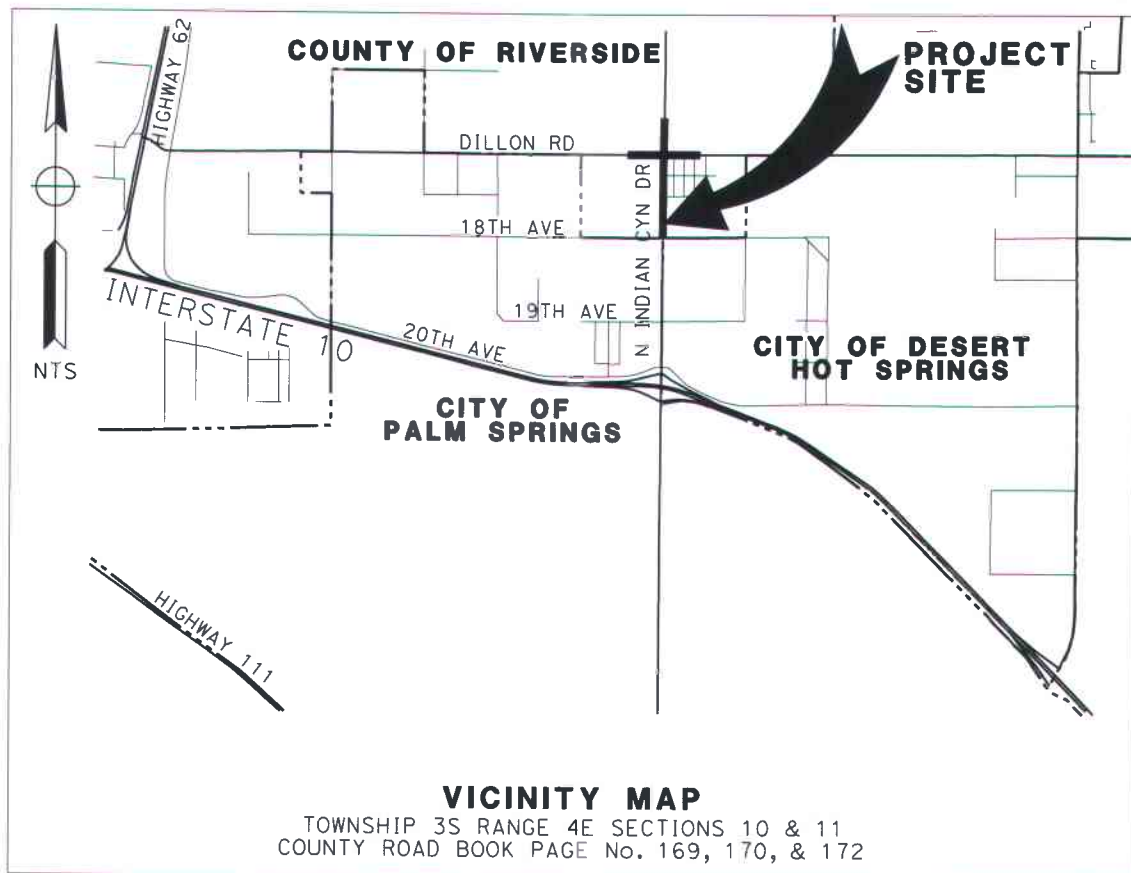 HIGHWAY 62
COUNTY OF RIVERSIDE
PROJECT
SITE
DILLON RD
N INDIAN CYN DR
18TH AVE
INTERSTATE 10
19TH AVE
20TH AVE
NTS
CITY OF DESERT
HOT SPRINGS
CITY OF
PALM SPRINGS
HIGHWAY 111
VICINITY MAP
TOWNSHIP 3S RANGE 4E SECTIONS 10 & 11
COUNTY ROAD BOOK PAGE No. 169, 170, & 172